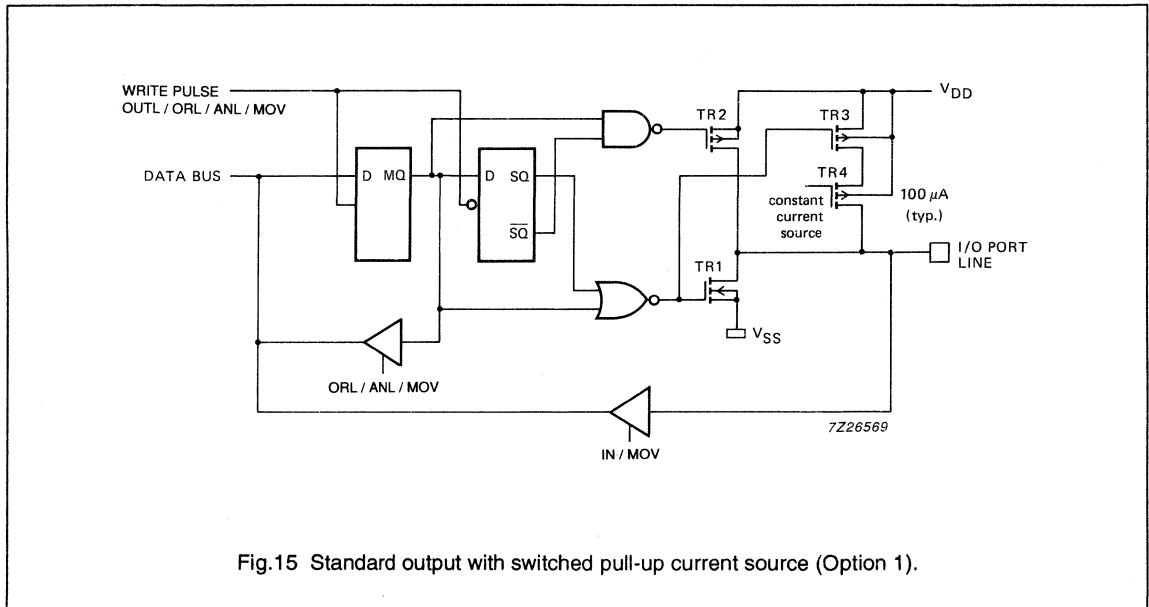 WRITE PULSE
OUTL / ORL / ANL / MOV
DATA BUS
D MQ
D SQ
SQ
TR2
TR3
TR4
V_DD
constant
current
source
100 μA
(typ.)
I/O PORT
LINE
TR1
V_SS
ORL / ANL / MOV
IN / MOV
7Z26569
Fig.15 Standard output with switched pull-up current source (Option 1).